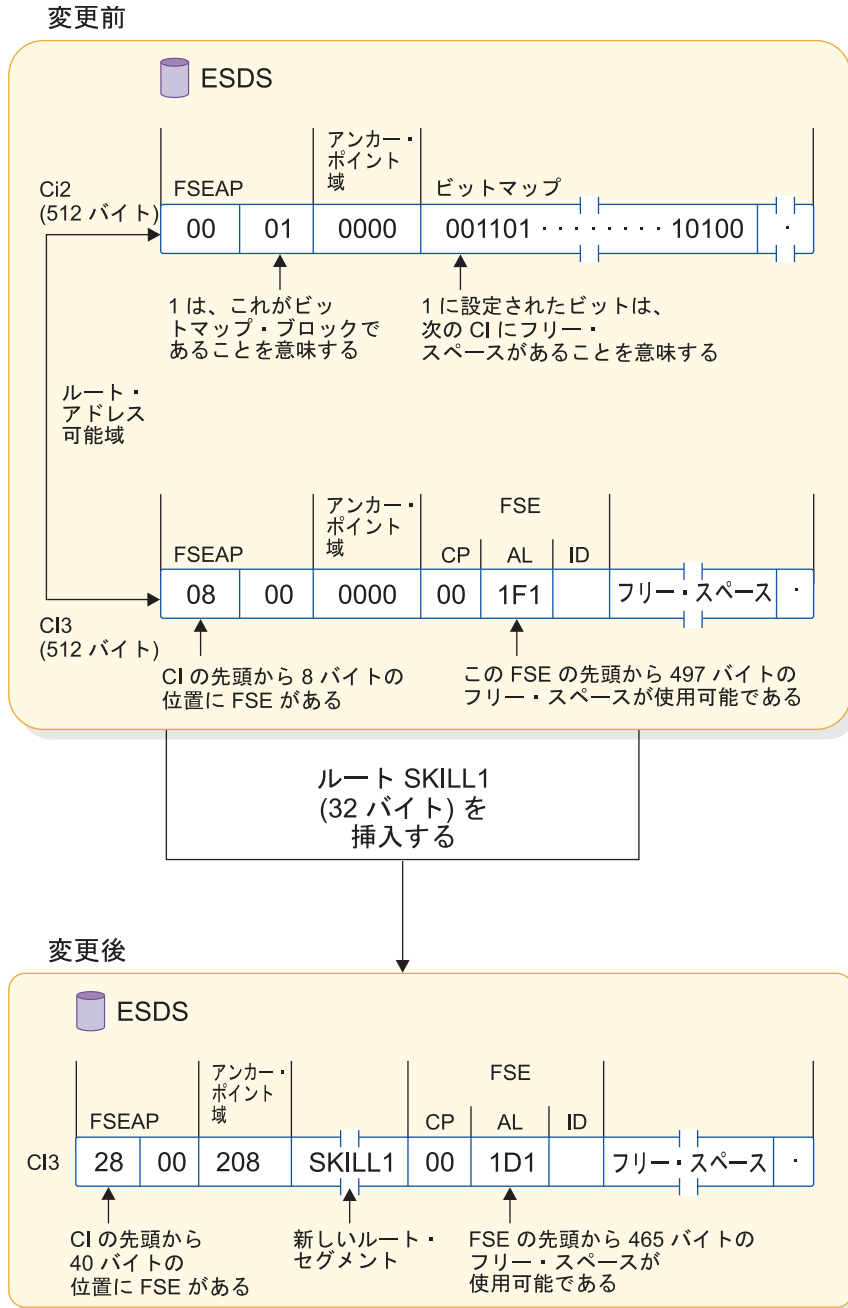 変更前
ESDS
アンカー・
ポイント
域
FSEAP
ビットマップ
Ci2
(512 バイト)
00 01 0000 001101 · · · · · · · · 10100 ·
1 は、これがビッ
トマップ・ブロックで
あることを意味する
1 に設定されたビットは、
次の CI にフリー・
スペースがあることを意味する
ルート・
アドレス
可能域
アンカー・
ポイント
域
FSE
FSEAP
CP AL ID
08 00 0000 00 1F1 フリー・スペース ·
CI3
(512 バイト)
CI の先頭から 8 バイトの
位置に FSE がある
この FSE の先頭から 497 バイトの
フリー・スペースが使用可能である
ルート SKILL1
(32 バイト) を
挿入する
変更後
ESDS
アンカー・
ポイント
域
FSE
FSEAP
CP AL ID
CI3 28 00 208 SKILL1 00 1D1 フリー・スペース ·
CI の先頭から
40 バイトの
位置に FSE がある
新しいルート・
セグメント
FSE の先頭から 465 バイトの
フリー・スペースが
使用可能である